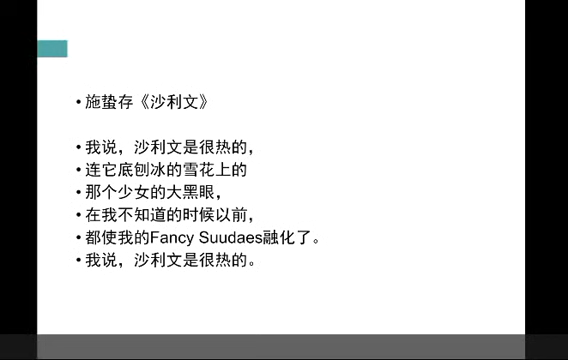 • 施蛰存《沙利文》
• 我说，沙利文是很热的，
• 连它底刨冰的雪花上的
• 那个少女的大黑眼，
• 在我不知道的时候以前，
• 都使我的Fancy Suudaes融化了。
• 我说，沙利文是很热的。